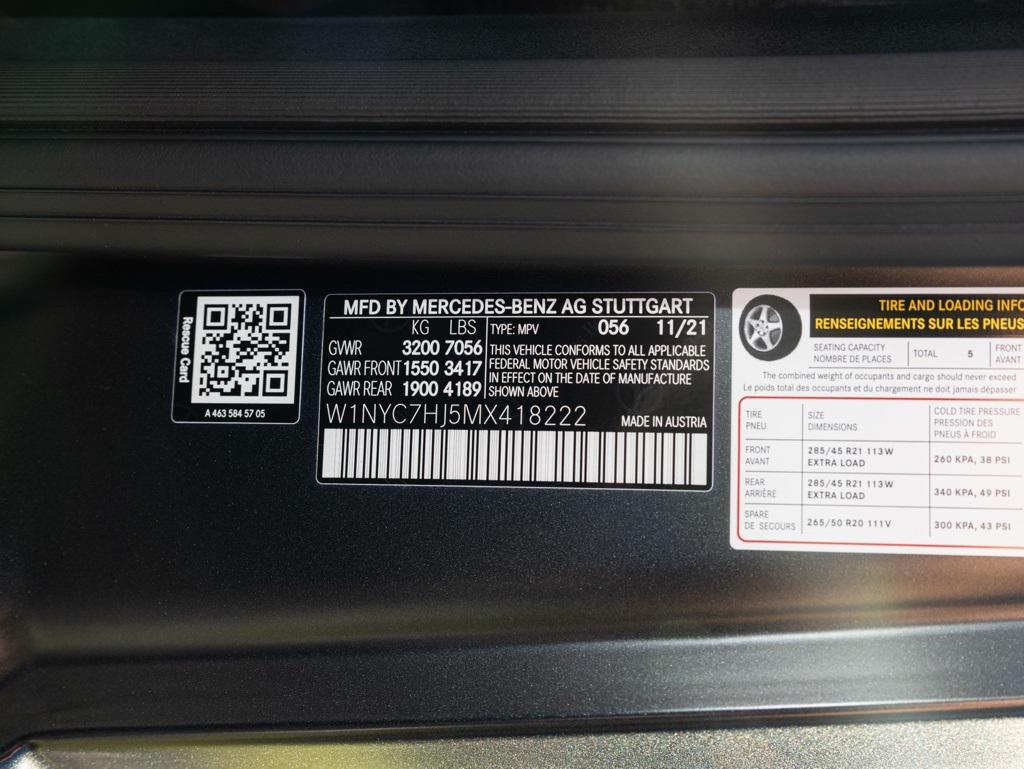 Rescue Card
A 463 584 57 05
MFD BY MERCEDES-BENZ AG STUTTGART
KG LBS
GVWR 3200 7056
GAWR FRONT 1550 3417
GAWR REAR 1900 4189
TYPE: MPV 056 11/21
THIS VEHICLE CONFORMS TO ALL APPLICABLE
FEDERAL MOTOR VEHICLE SAFETY STANDARDS
IN EFFECT ON THE DATE OF MANUFACTURE
SHOWN ABOVE
W1NYC7HJ5MX418222
MADE IN AUSTRIA
TIRE AND LOADING INFO
RENSEIGNEMENTS SUR LES PNEUS
SEATING CAPACITY
NOMBRE DE PLACES
TOTAL 5
FRONT
AVANT
The combined weight of occupants and cargo should never exceed
Le poids total des occupants et du chargement ne doit jamais dépasser
TIRE
PNEU
SIZE
DIMENSIONS
COLD TIRE PRESSURE
PRESSION DES
PNEUS À FROID
FRONT
AVANT
285/45 R21 113W
EXTRA LOAD
260 KPA, 38 PSI
REAR
ARRIÈRE
285/45 R21 113W
EXTRA LOAD
340 KPA, 49 PSI
SPARE
DE SECOURS
265/50 R20 111V
300 KPA, 43 PSI